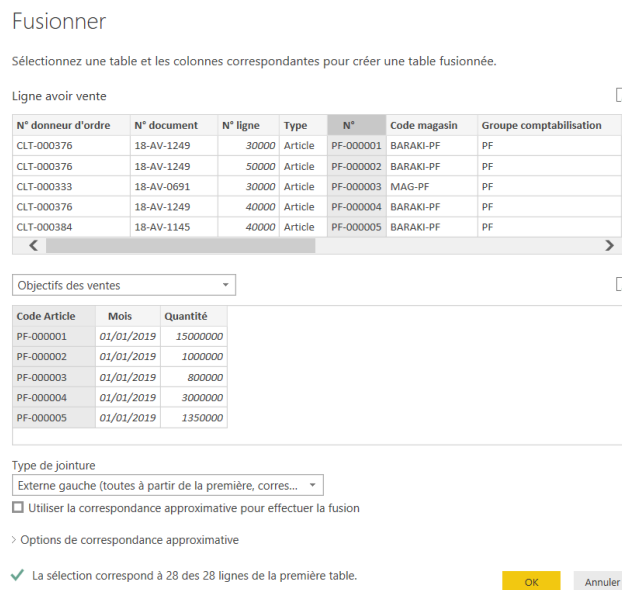 Fusionner
Sélectionnez une table et les colonnes correspondantes pour créer une table fusionnée.
Ligne avoir vente
N° donneur d'ordre N° document N° ligne Type N° Code magasin Groupe comptabilisation
CLT-000376 18-AV-1249 30000 Article PF-000001 BARAKI-PF PF
CLT-000376 18-AV-1249 50000 Article PF-000002 BARAKI-PF PF
CLT-000333 18-AV-0691 30000 Article PF-000003 MAG-PF PF
CLT-000376 18-AV-1249 40000 Article PF-000004 BARAKI-PF PF
CLT-000384 18-AV-1145 40000 Article PF-000005 BARAKI-PF PF
Objectifs des ventes
Code Article Mois Quantité
PF-000001 01/01/2019 15000000
PF-000002 01/01/2019 1000000
PF-000003 01/01/2019 800000
PF-000004 01/01/2019 3000000
PF-000005 01/01/2019 1350000
Type de jointure
Externe gauche (toutes à partir de la première, corres...
Utiliser la correspondance approximative pour effectuer la fusion
> Options de correspondance approximative
La sélection correspond à 28 des 28 lignes de la première table.
OK Annuler